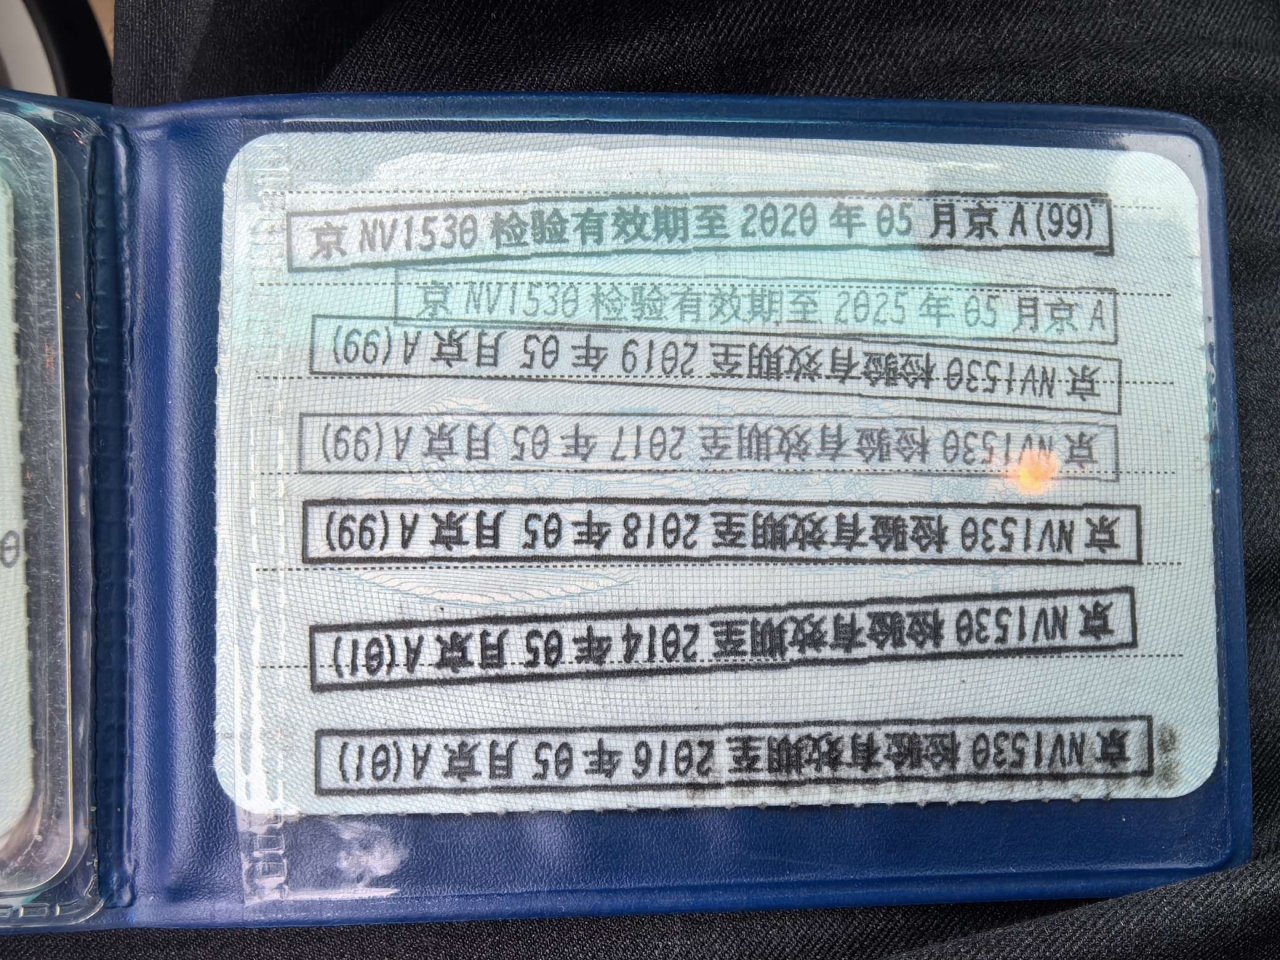 京 NV1530 检验有效期至 2020 年 05 月京 A(99)
京 NV1530 检验有效期至 2025 年 05 月京 A
京 NV1530 检验有效期至 2019 年 05 月京 A(99)
京 NV1530 检验有效期至 2017 年 05 月京 A(99)
京 NV1530 检验有效期至 2018 年 05 月京 A(99)
京 NV1530 检验有效期至 2014 年 05 月京 A(01)
京 NV1530 检验有效期至 2016 年 05 月京 A(01)